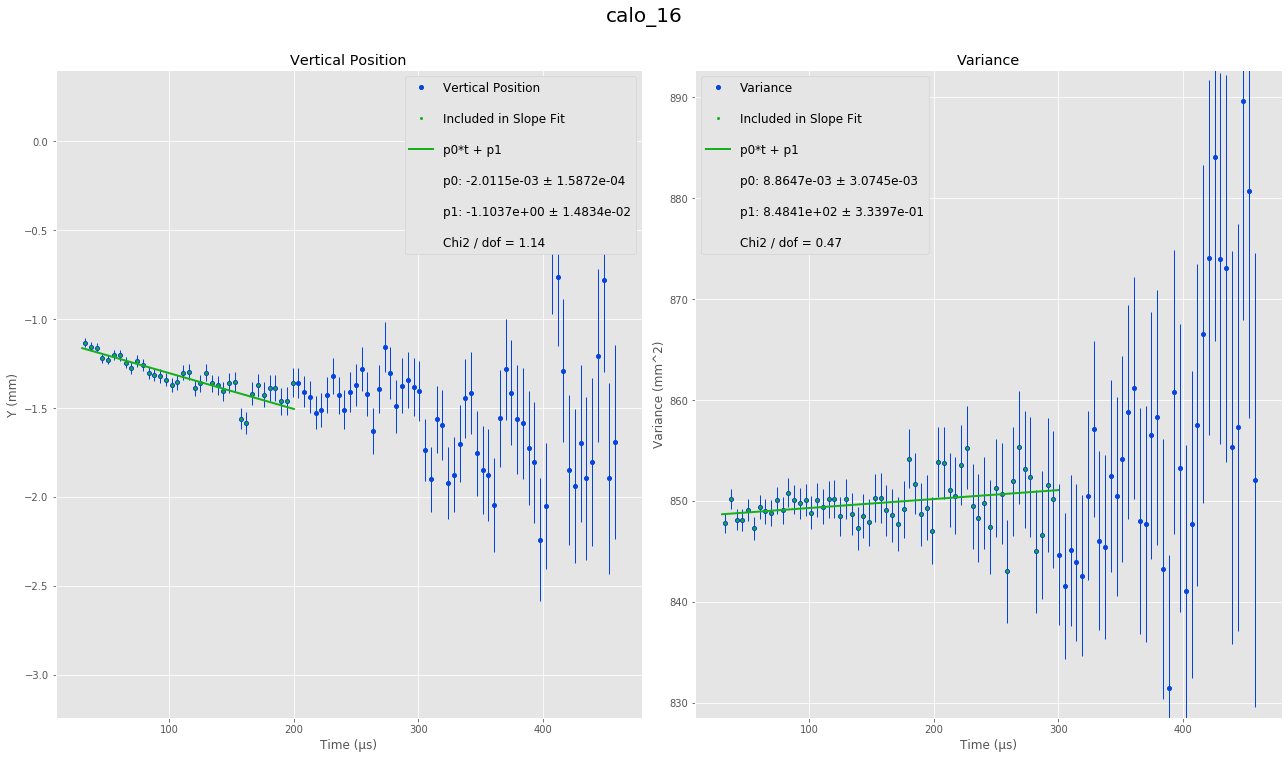 calo_16
Vertical Position
Vertical Position
Included in Slope Fit
p0*t + p1
p0: -2.0115e-03 ± 1.5872e-04
p1: -1.1037e+00 ± 1.4834e-02
Chi2 / dof = 1.14
0.0
−0.5
−1.0
−1.5
−2.0
−2.5
−3.0
Y (mm)
100
200
300
400
Time (μs)
Variance
Variance
Included in Slope Fit
p0*t + p1
p0: 8.8647e-03 ± 3.0745e-03
p1: 8.4841e+02 ± 3.3397e-01
Chi2 / dof = 0.47
890
880
870
860
850
840
830
Variance (mm^2)
100
200
300
400
Time (μs)